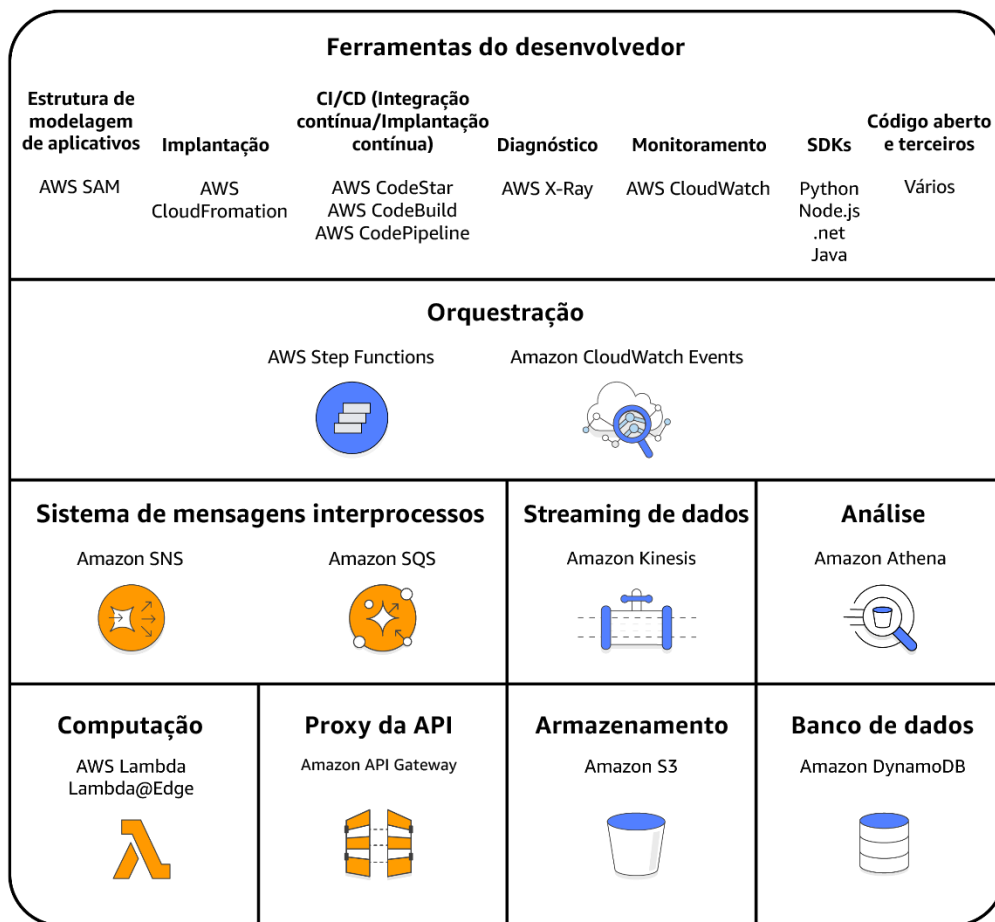 Ferramentas do desenvolvedor
Estrutura de
modelagem
de aplicativos
AWS SAM
Implantação
AWS
CloudFromation
CI/CD (Integração
contínua/Implantação
contínua)
AWS CodeStar
AWS CodeBuild
AWS CodePipeline
Diagnóstico
AWS X-Ray
Monitoramento
AWS CloudWatch
SDKs
Python
Node.js
.net
Java
Código aberto
e terceiros
Vários
Orquestração
AWS Step Functions
Amazon CloudWatch Events
Sistema de mensagens interprocessos
Amazon SNS
Amazon SQS
Streaming de dados
Amazon Kinesis
Análise
Amazon Athena
Computação
AWS Lambda
Lambda@Edge
Proxy da API
Amazon API Gateway
Armazenamento
Amazon S3
Banco de dados
Amazon DynamoDB